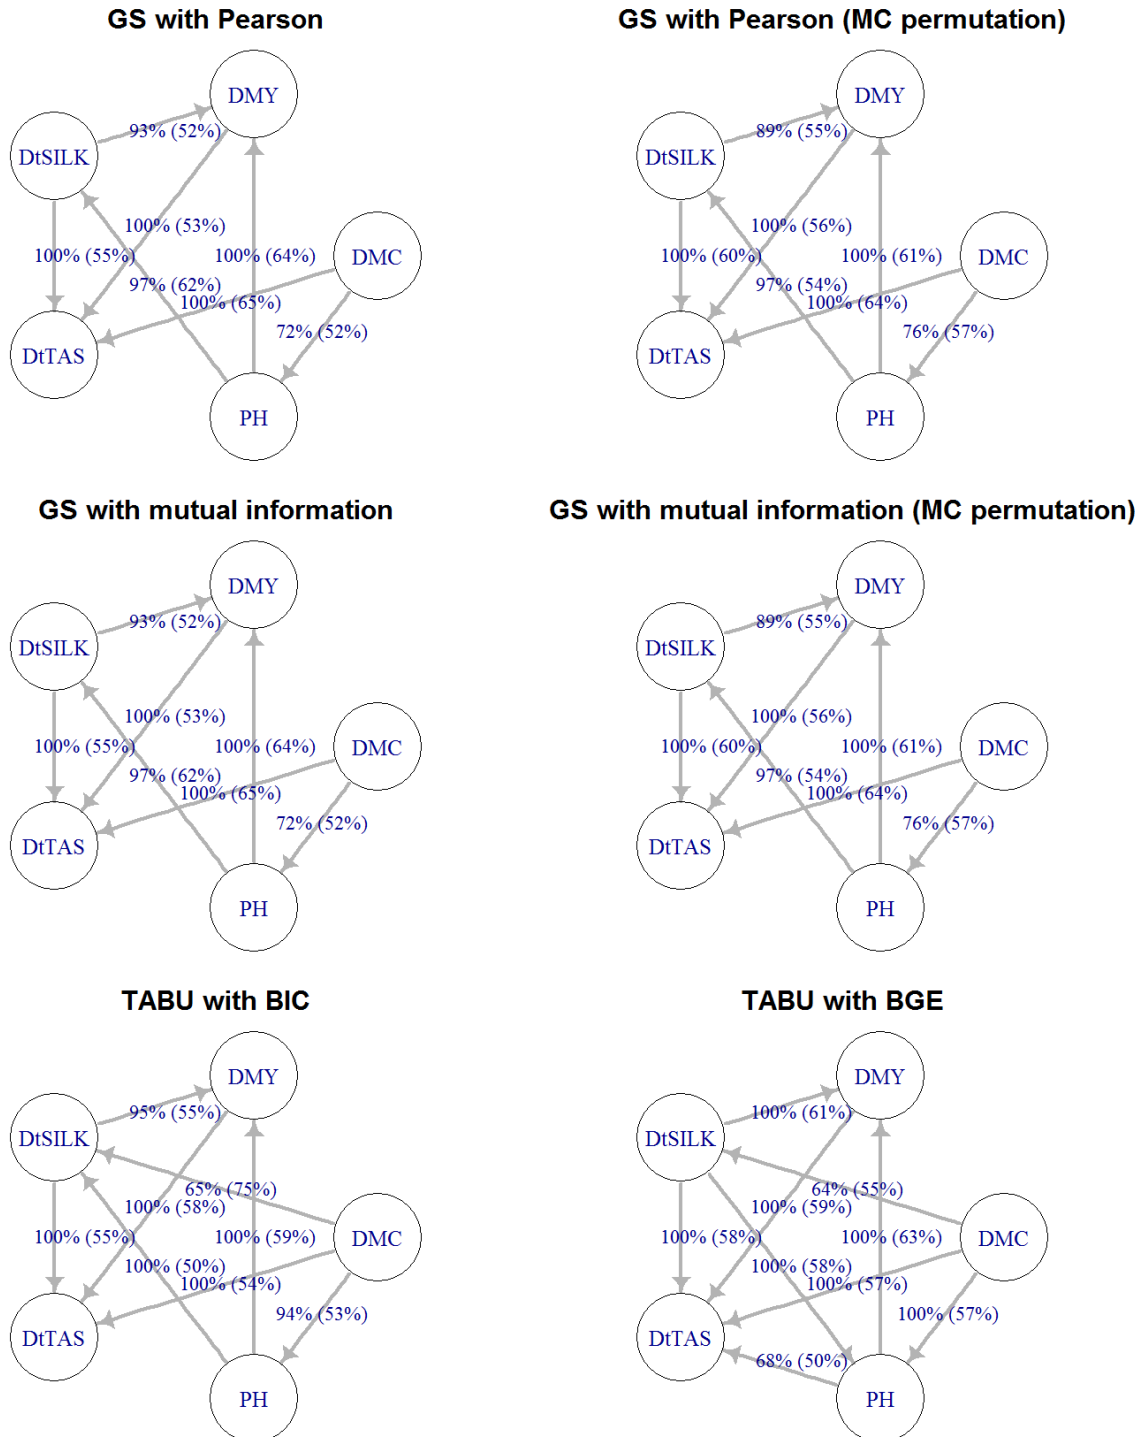 GS with Pearson
DMY
93% (52%)
DtSILK
100% (53%)
100% (55%)
100% (64%)
DMC
97% (62%)
100% (65%)
72% (52%)
DtTAS
PH
GS with Pearson (MC permutation)
DMY
89% (55%)
DtSILK
100% (56%)
100% (60%)
100% (61%)
DMC
97% (54%)
100% (64%)
76% (57%)
DtTAS
PH
GS with mutual information
DMY
93% (52%)
DtSILK
100% (53%)
100% (55%)
100% (64%)
DMC
97% (62%)
100% (65%)
72% (52%)
DtTAS
PH
GS with mutual information (MC permutation)
DMY
89% (55%)
DtSILK
100% (56%)
100% (60%)
100% (61%)
DMC
97% (54%)
100% (64%)
76% (57%)
DtTAS
PH
TABU with BIC
DMY
95% (55%)
DtSILK
65% (75%)
100% (58%)
100% (55%)
100% (59%)
DMC
100% (50%)
100% (54%)
94% (53%)
DtTAS
PH
TABU with BGE
DMY
100% (61%)
DtSILK
64% (55%)
100% (59%)
100% (58%)
100% (63%)
DMC
100% (58%)
100% (57%)
100% (57%)
DtTAS
68% (50%)
PH